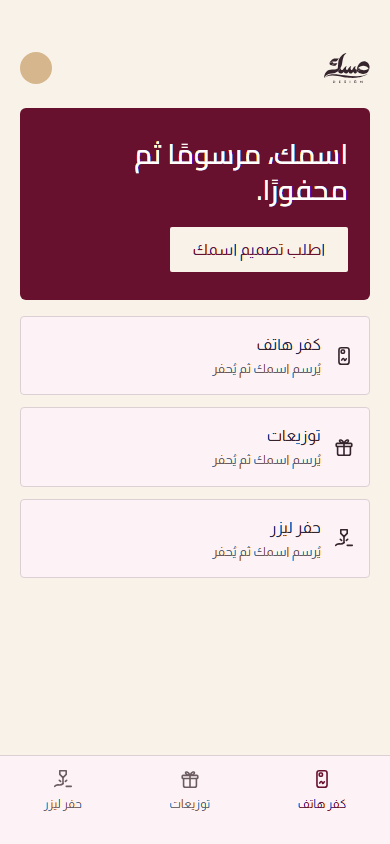 مسك
DESIGN
اسمك، مرسومًا ثم
محفورًا.
اطلب تصميم اسمك
كفر هاتف
يُرسم اسمك ثم يُحفر
توزيعات
يُرسم اسمك ثم يُحفر
حفر ليزر
يُرسم اسمك ثم يُحفر
كفر هاتف
توزيعات
حفر ليزر